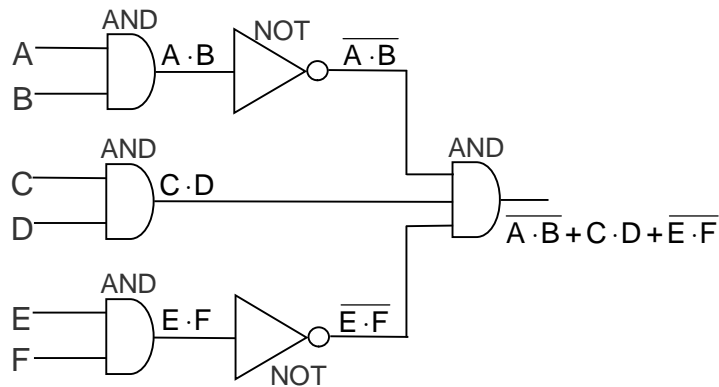 AND
A
B
A · B
NOT
A̅ ·̅ B̅
AND
C
D
C · D
AND
A̅ ·̅ B̅ + C · D + E̅ ·̅ F̅
AND
E
F
E · F
NOT
E̅ ·̅ F̅